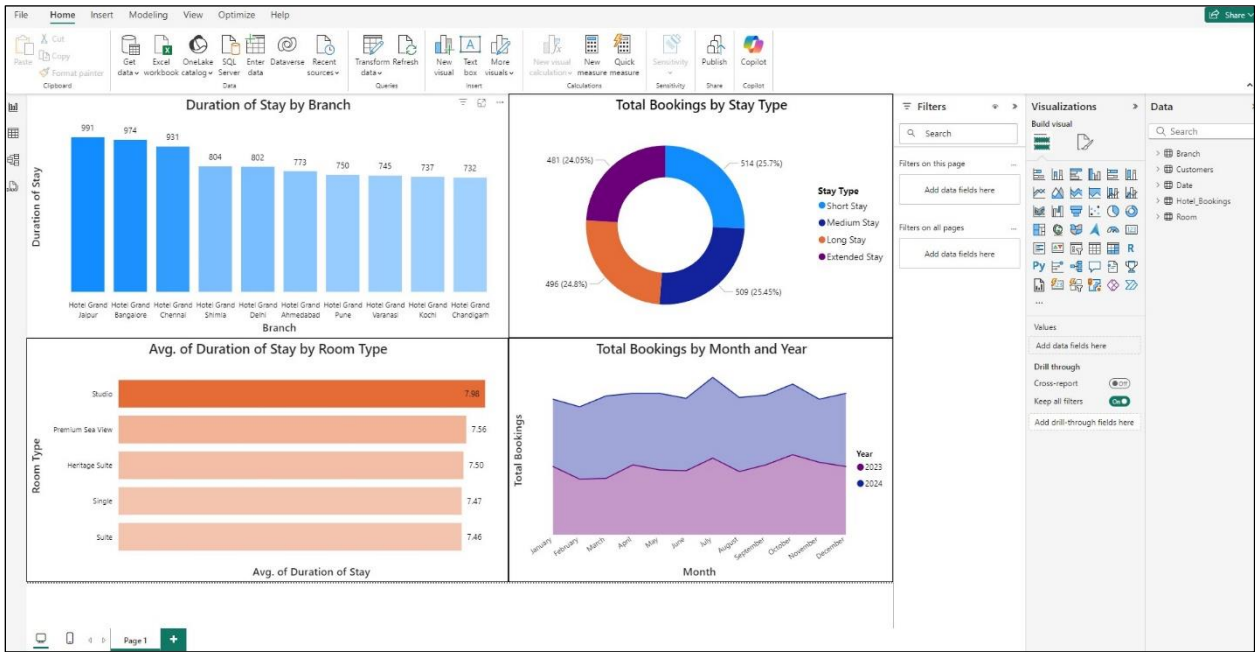 File Home Insert Modeling View Optimize Help
Share
Paste
Cut
Copy
Format painter
Clipboard
Get data
Excel workbook
OneLake catalog
SQL Server
Enter data
Dataverse
Recent sources
Data
Transform data
Refresh
Queries
New visual
Text box
More visuals
Insert
New visual calculation
New measure
Quick measure
Calculations
Sensitivity
Sensitivity
Publish
Share
Copilot
Copilot
Duration of Stay by Branch
Duration of Stay
991 974 931 804 802 773 750 745 737 732
Hotel Grand Jaipur
Hotel Grand Bangalore
Hotel Grand Chennai
Hotel Grand Shimla
Hotel Grand Delhi
Hotel Grand Ahmedabad
Hotel Grand Pune
Hotel Grand Varanasi
Hotel Grand Kochi
Hotel Grand Chandigarh
Branch
Total Bookings by Stay Type
481 (24.05%)
514 (25.7%)
496 (24.8%)
509 (25.45%)
Stay Type
Short Stay
Medium Stay
Long Stay
Extended Stay
Avg. of Duration of Stay by Room Type
Room Type
Studio 7.98
Premium Sea View 7.56
Heritage Suite 7.50
Single 7.47
Suite 7.46
Avg. of Duration of Stay
Total Bookings by Month and Year
Total Bookings
January February March April May June July August September October November December
Month
Year
2023
2024
Filters
Search
Filters on this page ...
Add data fields here
Filters on all pages ...
Add data fields here
Visualizations
Build visual
R
Py
...
Values
Add data fields here
Drill through
Cross-report Off
Keep all filters On
Add drill-through fields here
Data
Search
Branch
Customers
Date
Hotel_Bookings
Room
Page 1
+